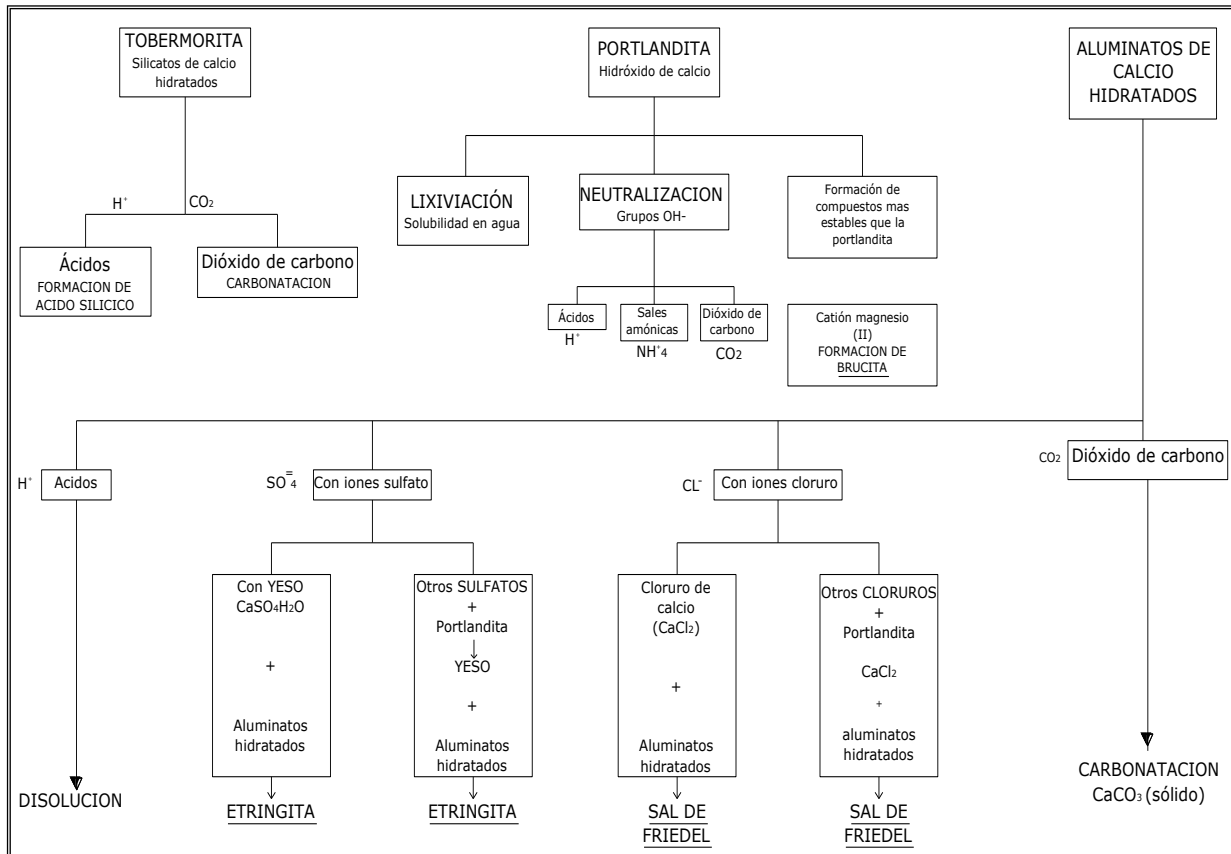 TOBERMORITA
Silicatos de calcio
hidratados
PORTLANDITA
Hidróxido de calcio
ALUMINATOS DE
CALCIO
HIDRATADOS
H⁺
CO₂
Ácidos
FORMACION DE
ACIDO SILICICO
Dióxido de carbono
CARBONATACION
LIXIVIACIÓN
Solubilidad en agua
NEUTRALIZACION
Grupos OH-
Formación de
compuestos mas
estables que la
portlandita
Ácidos
H⁺
Sales
amónicas
NH⁺4
Dióxido de
carbono
CO₂
Catión magnesio
(II)
FORMACION DE
BRUCITA
H⁺
Acidos
DISOLUCION
SO⁼4
Con iones sulfato
Con YESO
CaSO₄H₂O
+
Aluminatos
hidratados
ETRINGITA
Otros SULFATOS
+
Portlandita
↓
YESO
+
Aluminatos
hidratados
ETRINGITA
CL⁻
Con iones cloruro
Cloruro de
calcio
(CaCl₂)
+
Aluminatos
hidratados
SAL DE
FRIEDEL
Otros CLORUROS
+
Portlandita
CaCl₂
+
aluminatos
hidratados
SAL DE
FRIEDEL
CO₂
Dióxido de carbono
CARBONATACION
CaCO₃ (sólido)